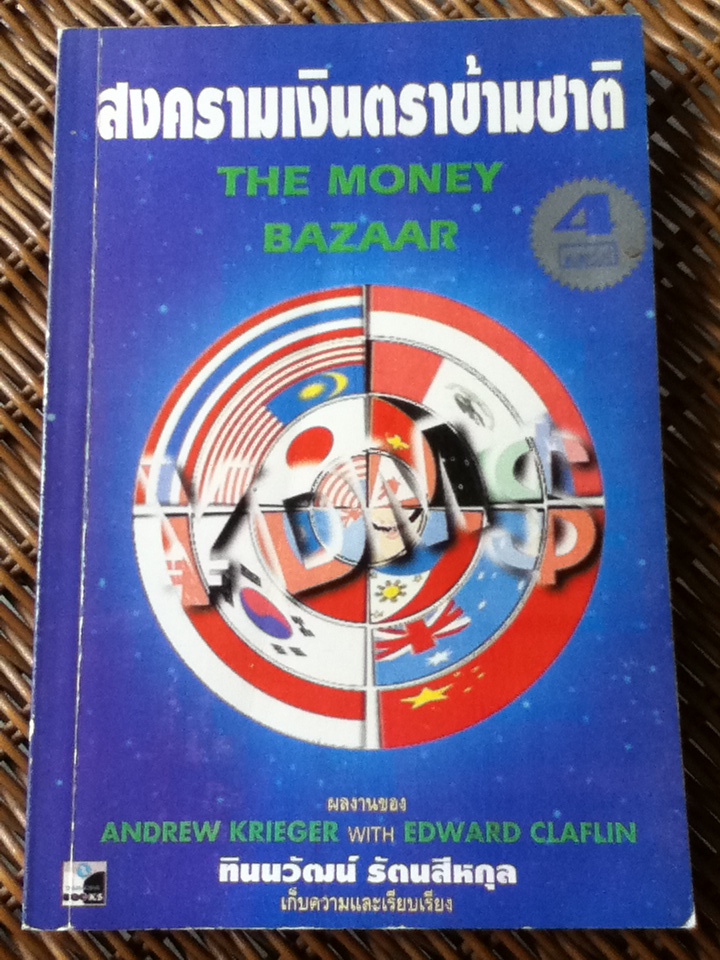 สงครามเงินตราข้ามชาติ
THE MONEY
BAZAAR
4
ผลงานของ
ANDREW KRIEGER WITH EDWARD CLAFLIN
ทินนวัฒน์ รัตนสีหกุล
เก็บความและเรียบเรียง
BOOKS